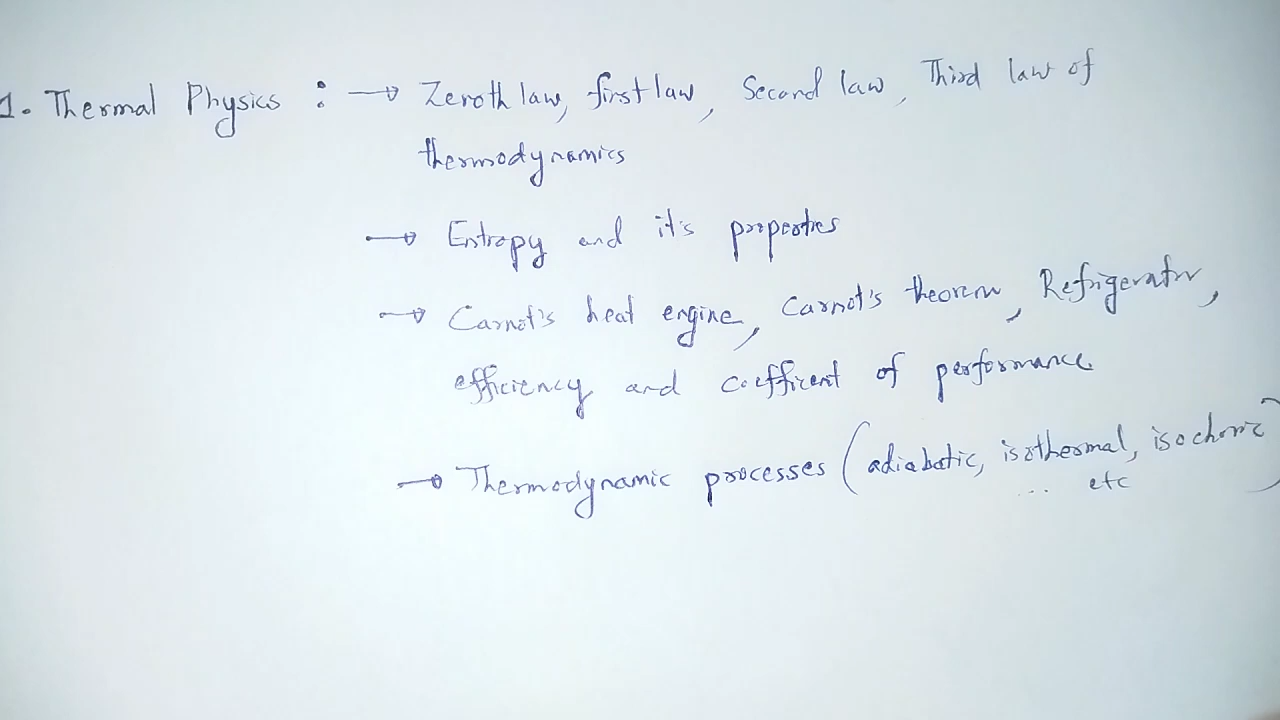 1. Thermal Physics : → Zeroth law, first law, Second law, Third law of
thermodynamics
→ Entropy and it's properties
→ Carnot's heat engine, Carnot's theorem, Refrigerator,
efficiency and coefficent of performance
→ Thermodynamic processes (adiabatic, isothermal, isochoric)
... etc